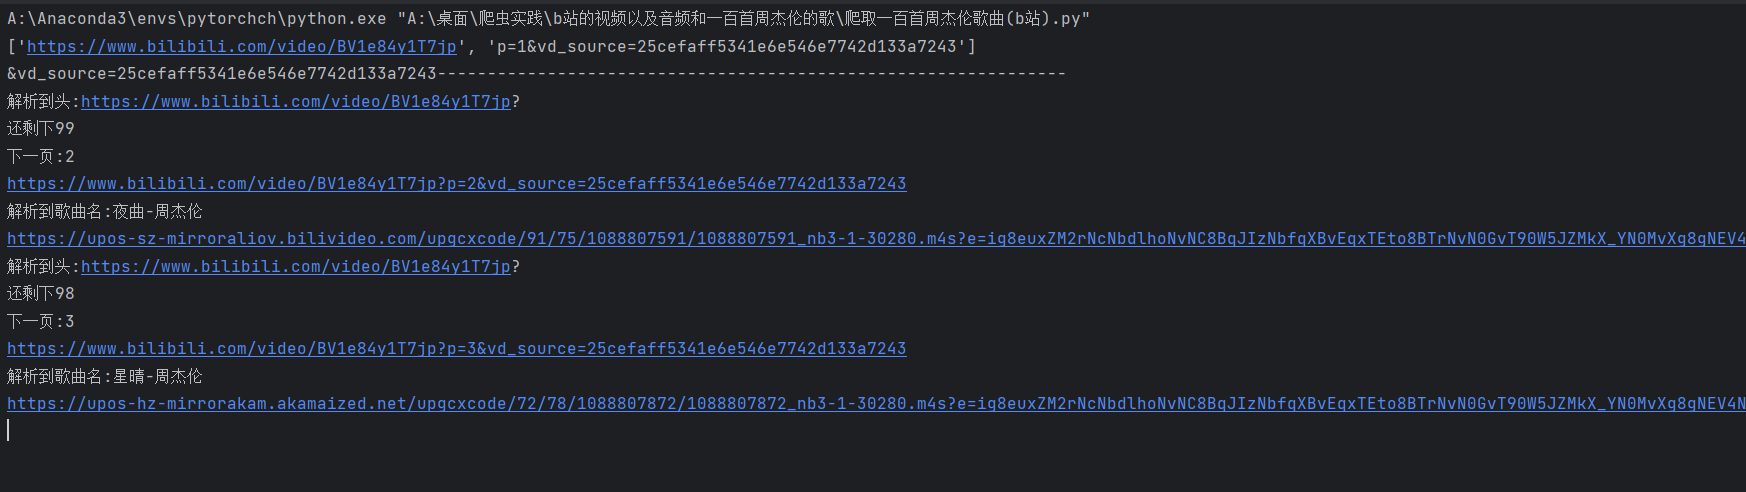 A:\Anaconda3\envs\pytorchch\python.exe "A:\桌面\爬虫实践\b站的视频以及音频和一百首周杰伦的歌\爬取一百首周杰伦歌曲(b站).py"
['https://www.bilibili.com/video/BV1e84y1T7jp', 'p=1&vd_source=25cefaff5341e6e546e7742d133a7243']
&vd_source=25cefaff5341e6e546e7742d133a7243---------------------------------------------------------------
解析到头:https://www.bilibili.com/video/BV1e84y1T7jp?
还剩下99
下一页:2
https://www.bilibili.com/video/BV1e84y1T7jp?p=2&vd_source=25cefaff5341e6e546e7742d133a7243
解析到歌曲名:夜曲-周杰伦
https://upos-sz-mirroraliov.bilivideo.com/upgcxcode/91/75/1088807591/1088807591_nb3-1-30280.m4s?e=ig8euxZM2rNcNbdlhoNvNC8BqJIzNbfqXBvEqxTEto8BTrNvN0GvT90W5JZMkX_YN0MvXg8gNEV4
解析到头:https://www.bilibili.com/video/BV1e84y1T7jp?
还剩下98
下一页:3
https://www.bilibili.com/video/BV1e84y1T7jp?p=3&vd_source=25cefaff5341e6e546e7742d133a7243
解析到歌曲名:星晴-周杰伦
https://upos-hz-mirrorakam.akamaized.net/upgcxcode/72/78/1088807872/1088807872_nb3-1-30280.m4s?e=ig8euxZM2rNcNbdlhoNvNC8BqJIzNbfqXBvEqxTEto8BTrNvN0GvT90W5JZMkX_YN0MvXg8gNEV4N